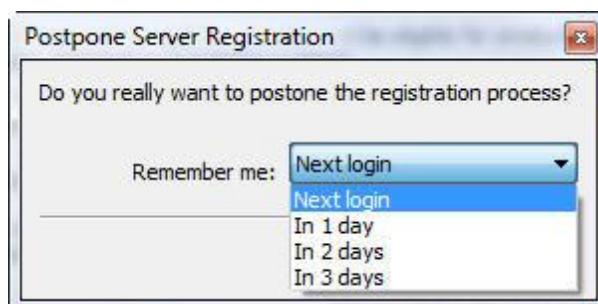 Postpone Server Registration
Do you really want to postone the registration process?
Remember me: Next login
Next login
In 1 day
In 2 days
In 3 days